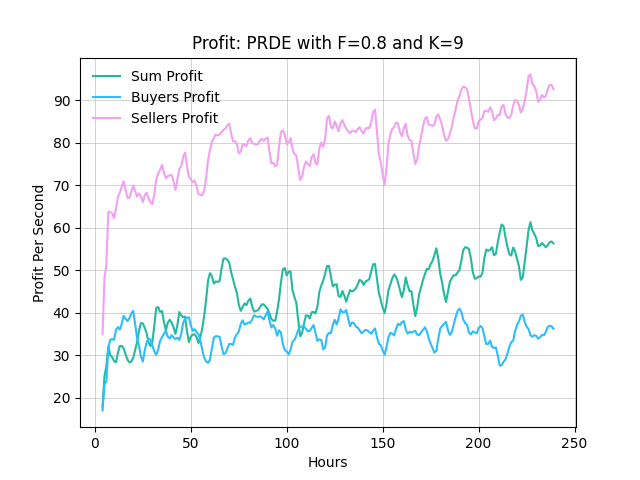 Profit: PRDE with F=0.8 and K=9
Sum Profit
Buyers Profit
Sellers Profit
Profit Per Second
90
80
70
60
50
40
30
20
0
50
100
150
200
250
Hours